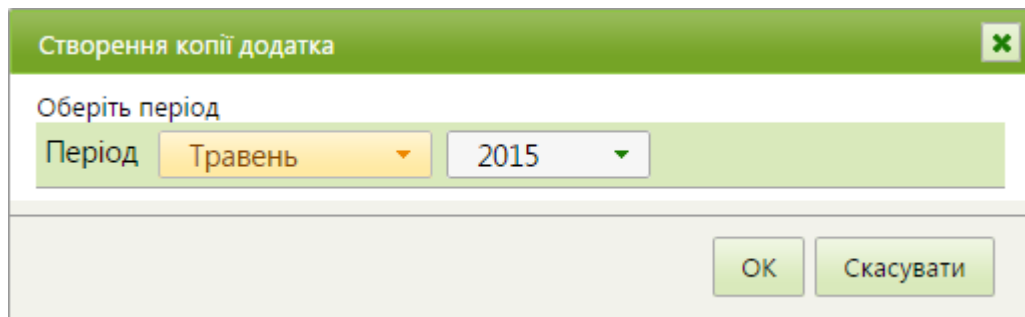 Створення копії додатка
Оберіть період
Період Травень 2015
ОК Скасувати